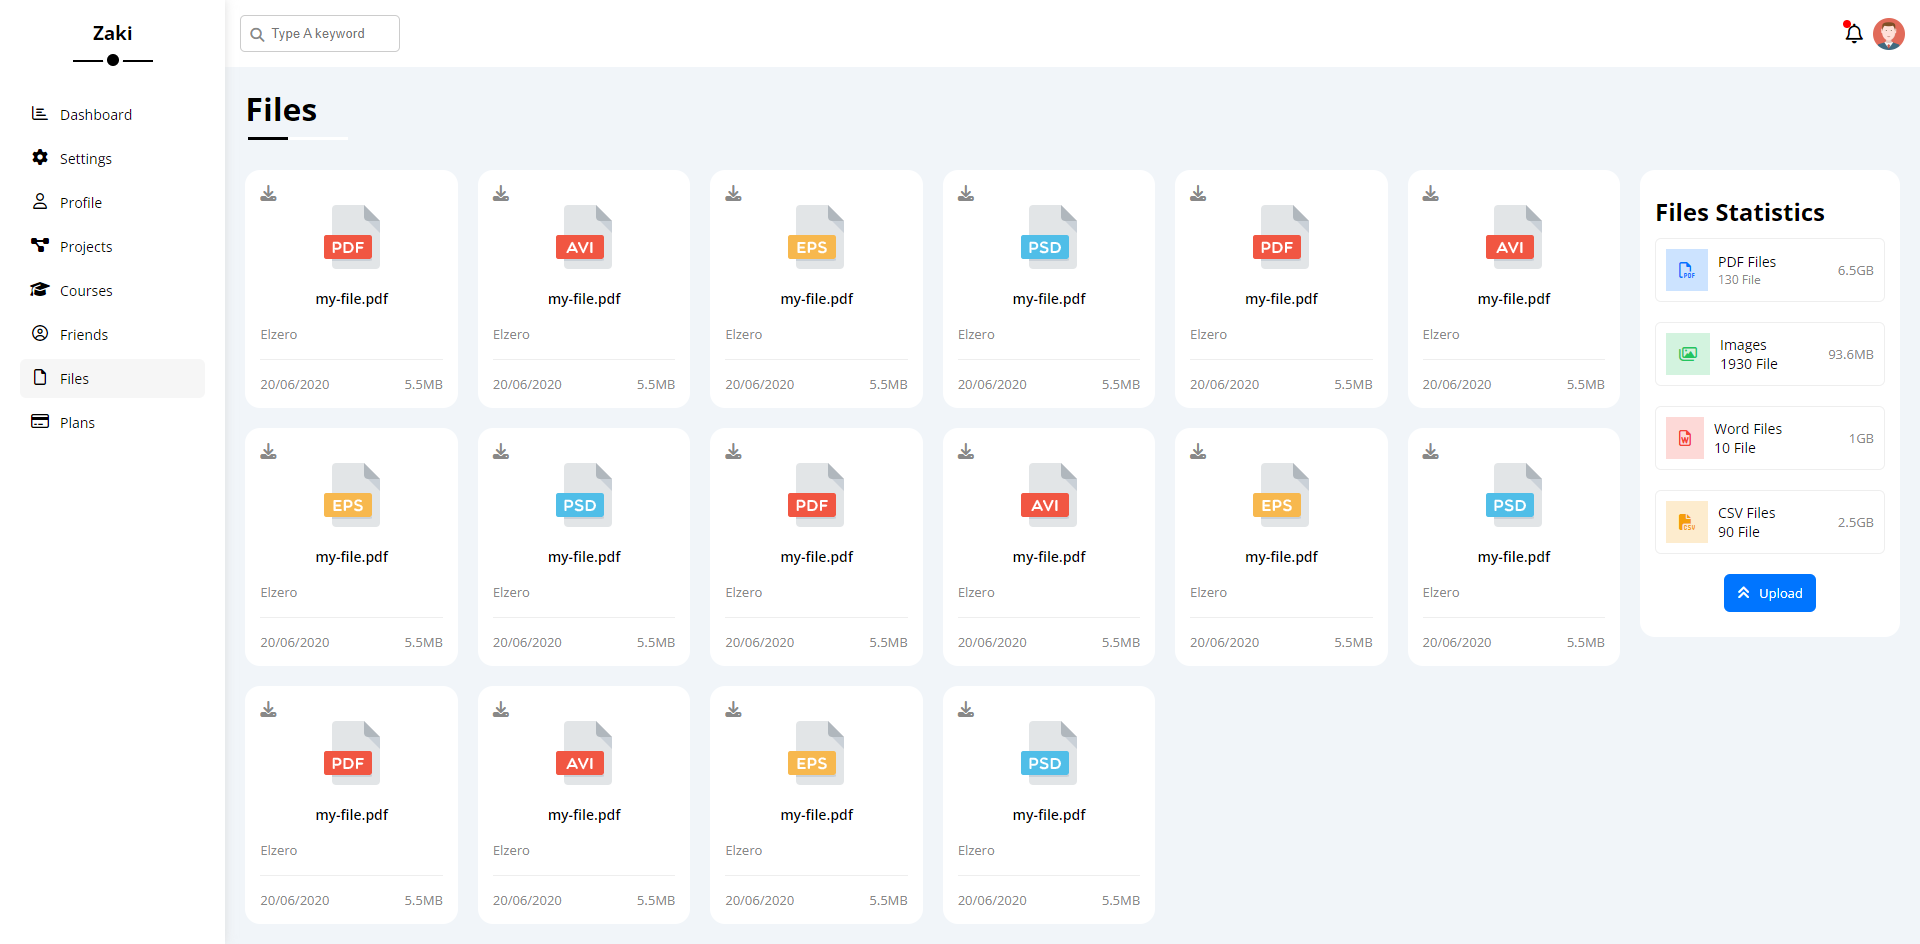 Zaki
Type A keyword
Dashboard
Settings
Profile
Projects
Courses
Friends
Files
Plans
Files
PDF
my-file.pdf
Elzero
20/06/2020 5.5MB
AVI
my-file.pdf
Elzero
20/06/2020 5.5MB
EPS
my-file.pdf
Elzero
20/06/2020 5.5MB
PSD
my-file.pdf
Elzero
20/06/2020 5.5MB
PDF
my-file.pdf
Elzero
20/06/2020 5.5MB
AVI
my-file.pdf
Elzero
20/06/2020 5.5MB
EPS
my-file.pdf
Elzero
20/06/2020 5.5MB
PSD
my-file.pdf
Elzero
20/06/2020 5.5MB
PDF
my-file.pdf
Elzero
20/06/2020 5.5MB
AVI
my-file.pdf
Elzero
20/06/2020 5.5MB
EPS
my-file.pdf
Elzero
20/06/2020 5.5MB
PSD
my-file.pdf
Elzero
20/06/2020 5.5MB
PDF
my-file.pdf
Elzero
20/06/2020 5.5MB
AVI
my-file.pdf
Elzero
20/06/2020 5.5MB
EPS
my-file.pdf
Elzero
20/06/2020 5.5MB
PSD
my-file.pdf
Elzero
20/06/2020 5.5MB
Files Statistics
PDF
PDF Files
130 File
6.5GB
Images
1930 File
93.6MB
W
Word Files
10 File
1GB
CSV
CSV Files
90 File
2.5GB
Upload